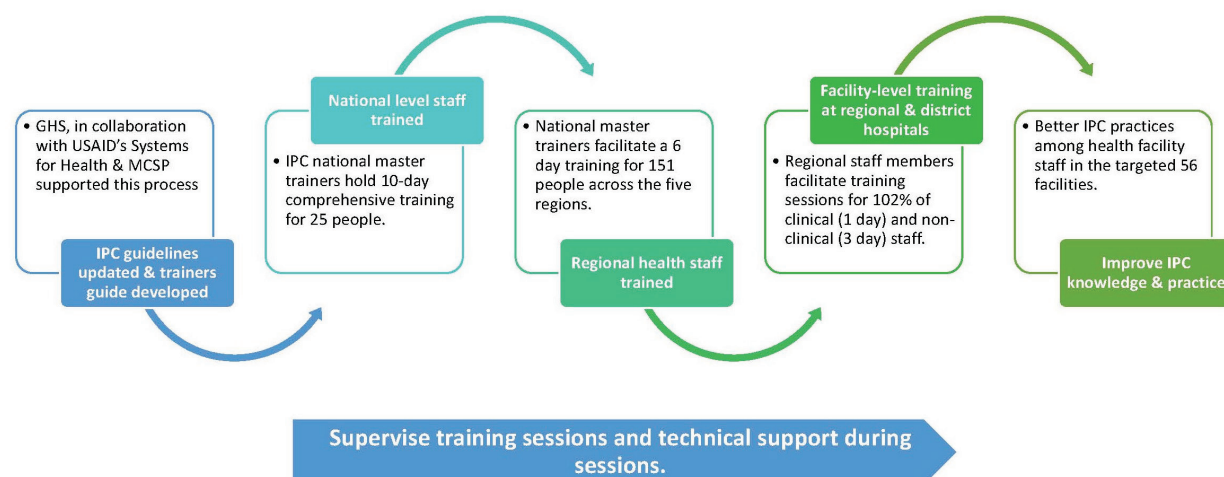 • GHS, in collaboration
with USAID's Systems
for Health & MCSP
supported this process
IPC guidelines
updated & trainers
guide developed
National level staff
trained
• IPC national master
trainers hold 10-day
comprehensive training
for 25 people.
• National master
trainers facilitate a 6
day training for 151
people across the five
regions.
Regional health staff
trained
Facility-level training
at regional & district
hospitals
• Regional staff members
facilitate training
sessions for 102% of
clinical (1 day) and non-
clinical (3 day) staff.
• Better IPC practices
among health facility
staff in the targeted 56
facilities.
Improve IPC
knowledge & practice
Supervise training sessions and technical support during
sessions.